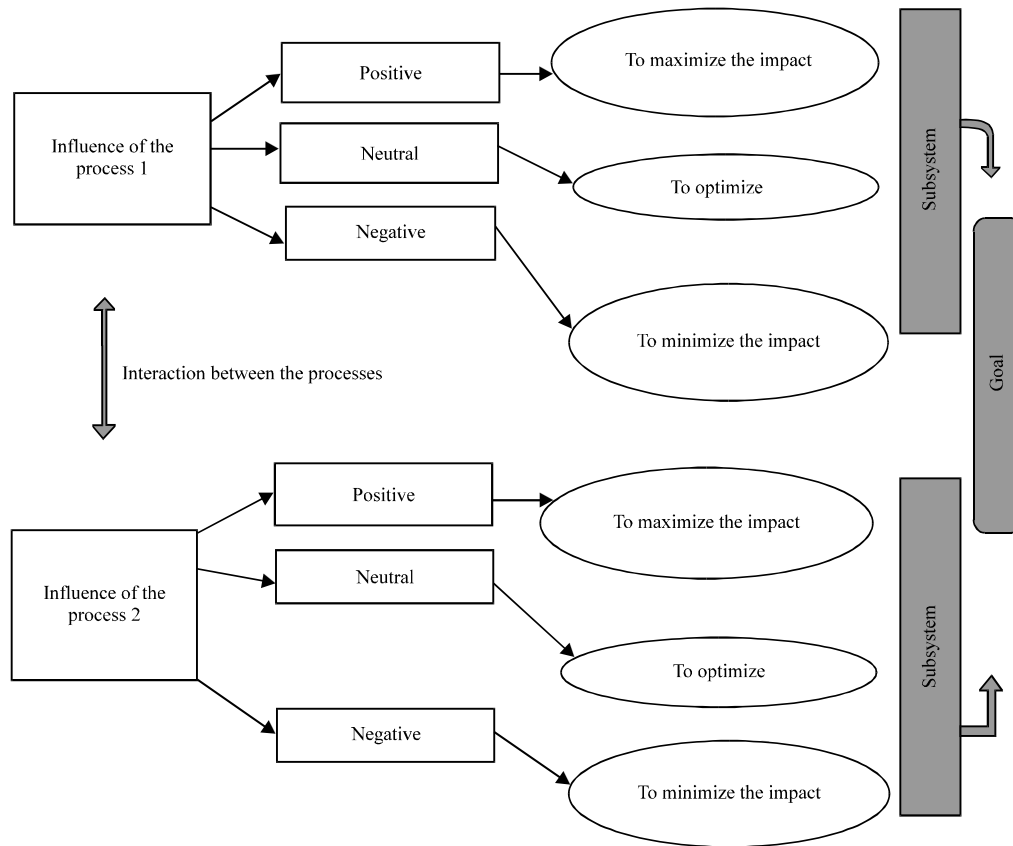 Positive
To maximize the impact
Influence of the
process 1
Neutral
To optimize
Negative
To minimize the impact
Subsystem
Interaction between the processes
Goal
Positive
To maximize the impact
Influence of the
process 2
Neutral
To optimize
Negative
To minimize the impact
Subsystem